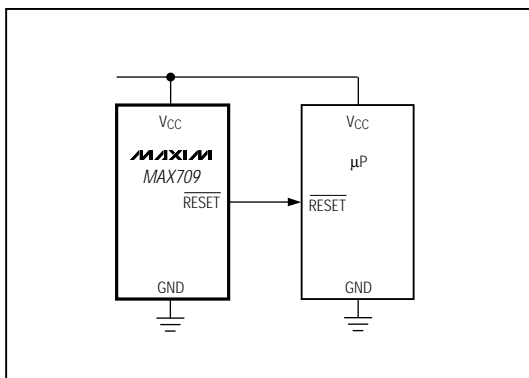 VCC
MAXIM
MAX709
RESET
GND
VCC
µP
RESET
GND